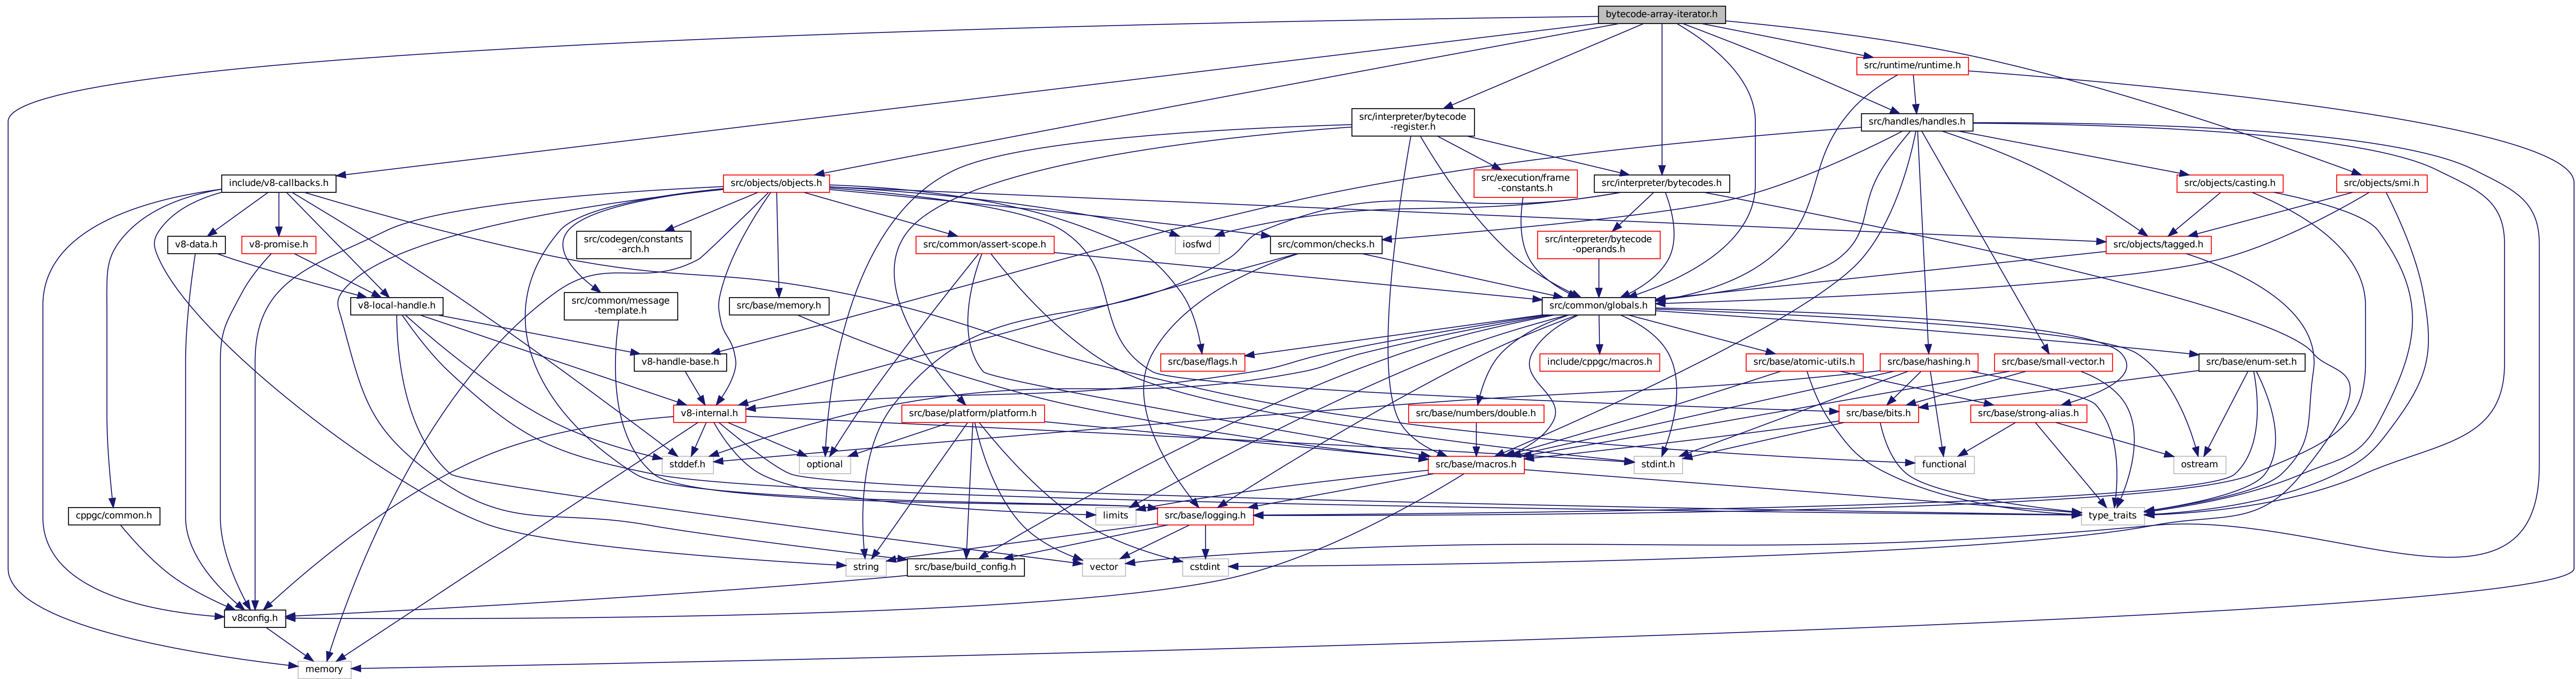 bytecode-array-iterator.h
src/runtime/runtime.h
src/interpreter/bytecode
-register.h
src/handles/handles.h
include/v8-callbacks.h
src/objects/objects.h
src/execution/frame
-constants.h
src/interpreter/bytecodes.h
src/objects/casting.h
src/objects/smi.h
v8-data.h
v8-promise.h
src/codegen/constants
-arch.h
src/common/assert-scope.h
iosfwd
src/common/checks.h
src/interpreter/bytecode
-operands.h
src/objects/tagged.h
v8-local-handle.h
src/common/message
-template.h
src/base/memory.h
src/common/globals.h
v8-handle-base.h
src/base/flags.h
include/cppgc/macros.h
src/base/atomic-utils.h
src/base/hashing.h
src/base/small-vector.h
src/base/enum-set.h
v8-internal.h
src/base/platform/platform.h
src/base/numbers/double.h
src/base/bits.h
src/base/strong-alias.h
stddef.h
optional
src/base/macros.h
stdint.h
functional
ostream
cppgc/common.h
limits
src/base/logging.h
type_traits
string
src/base/build_config.h
vector
cstdint
v8config.h
memory